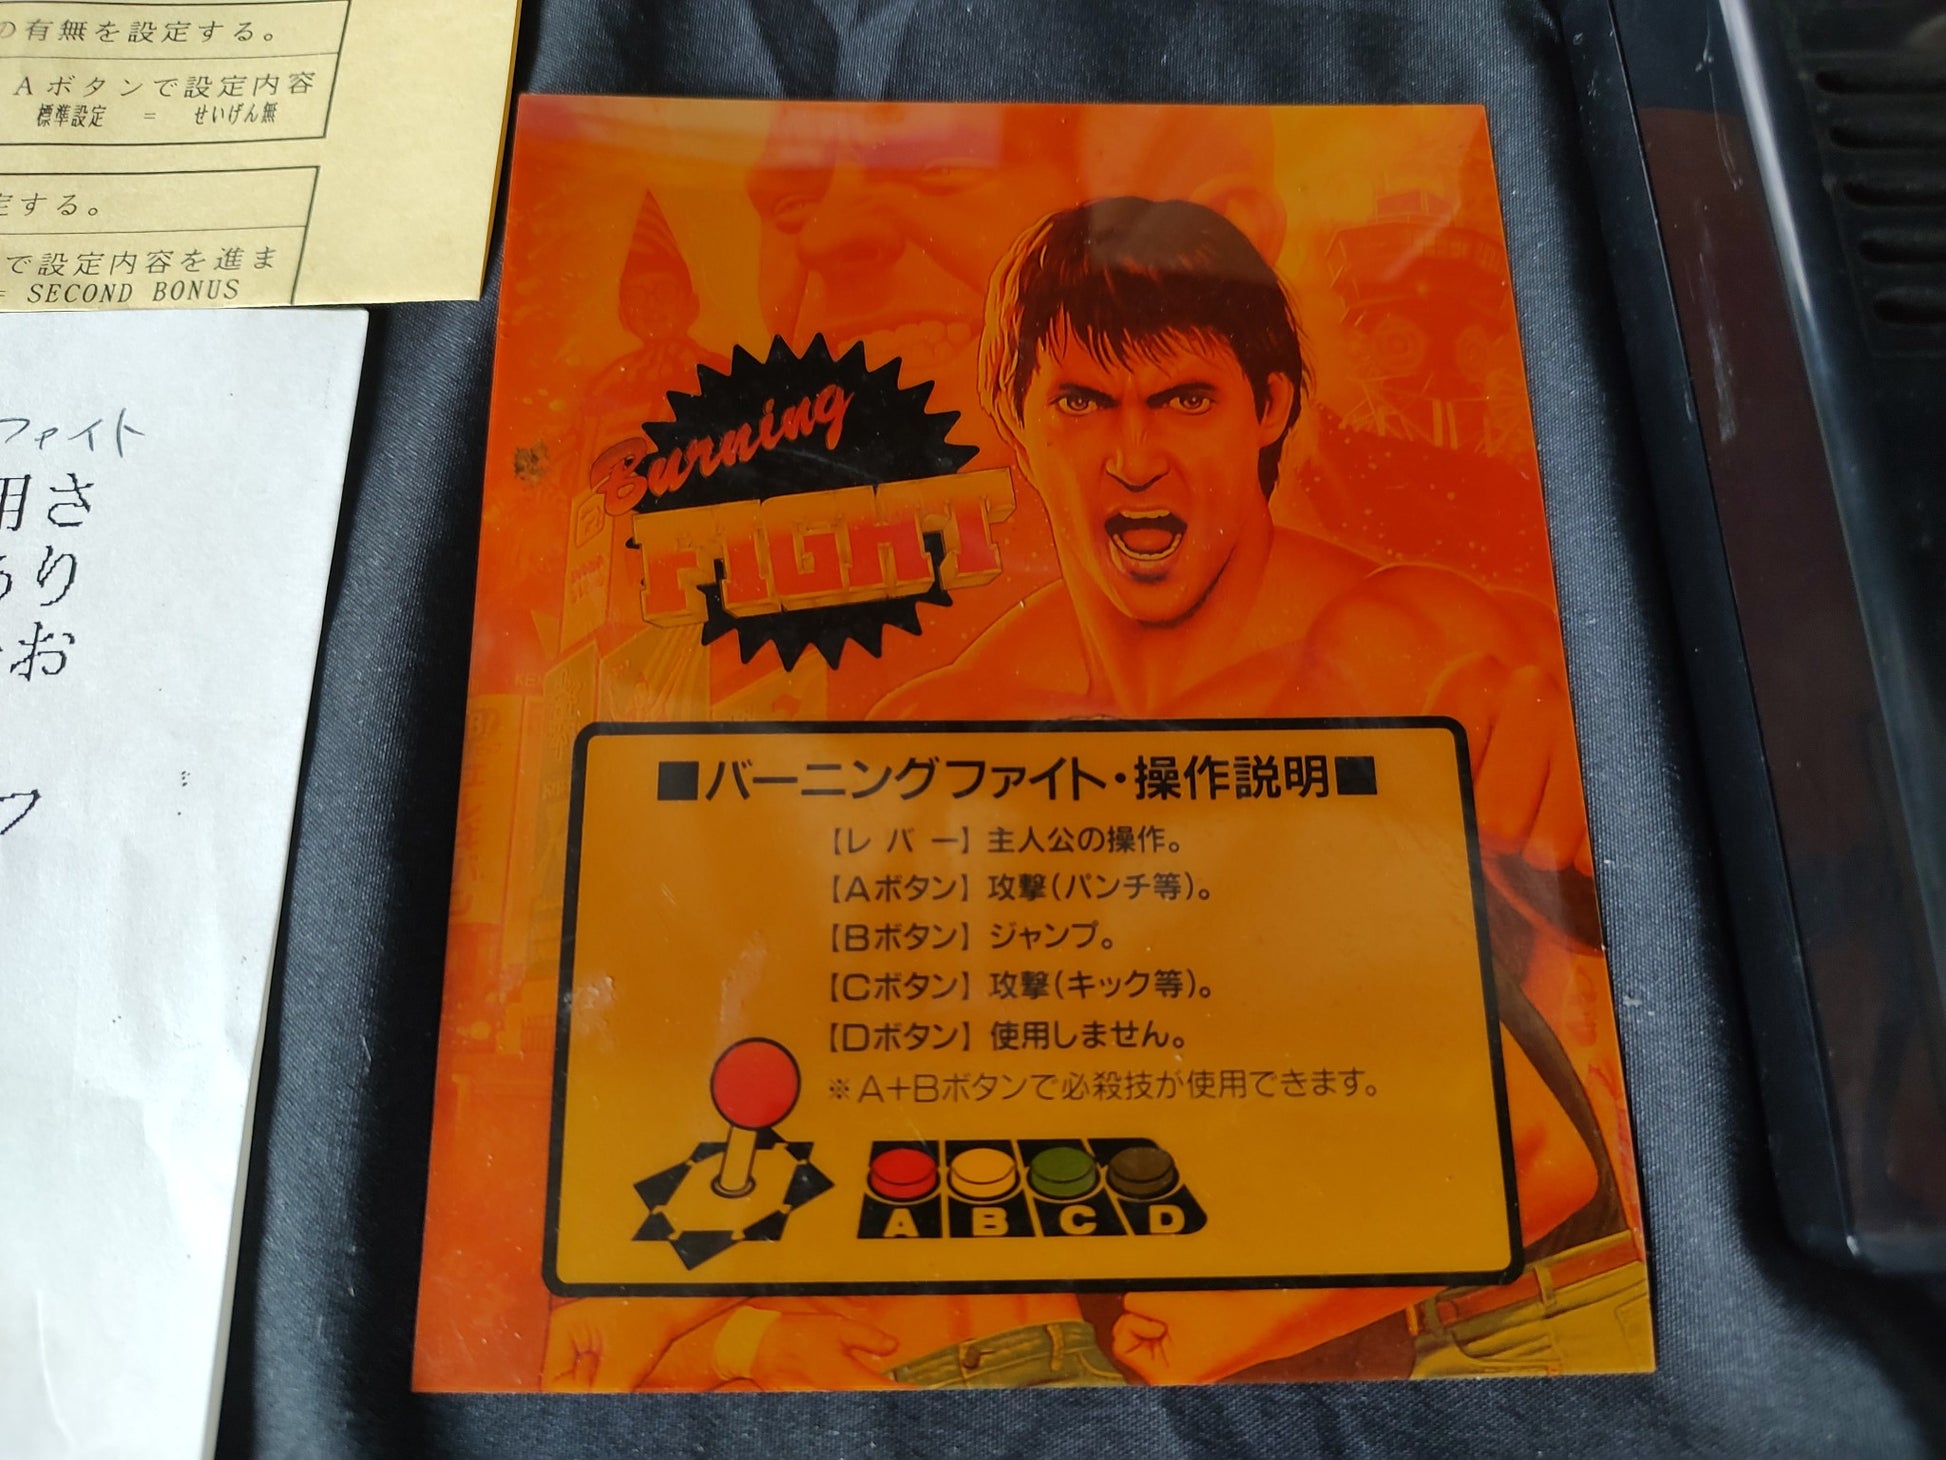 の有無を設定する。
Aボタンで設定内容
標準設定 = せいげん無
定する。
で設定内容を進ま
= SECOND BONUS
ファイト
用さ
あり
お
Burning
FIGHT
■バーニングファイト・操作説明■
【レバー】主人公の操作。
【Aボタン】攻撃(パンチ等)。
【Bボタン】ジャンプ。
【Cボタン】攻撃(キック等)。
【Dボタン】使用しません。
※A+Bボタンで必殺技が使用できます。
A B C D